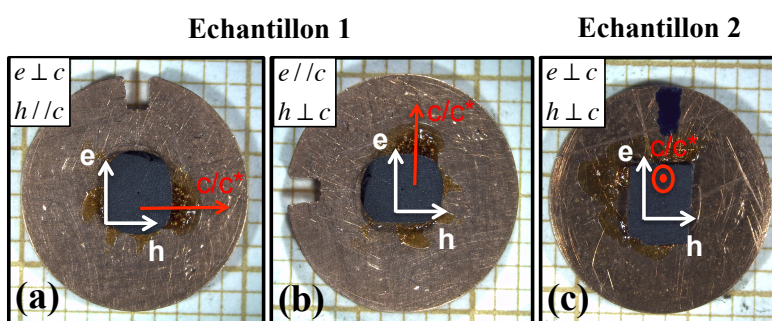 Echantillon 1
Echantillon 2
e ⊥ c
h // c
e
c/c*
h
(a)
e // c
h ⊥ c
c/c*
e
h
(b)
e ⊥ c
h ⊥ c
c/c*
e
h
(c)